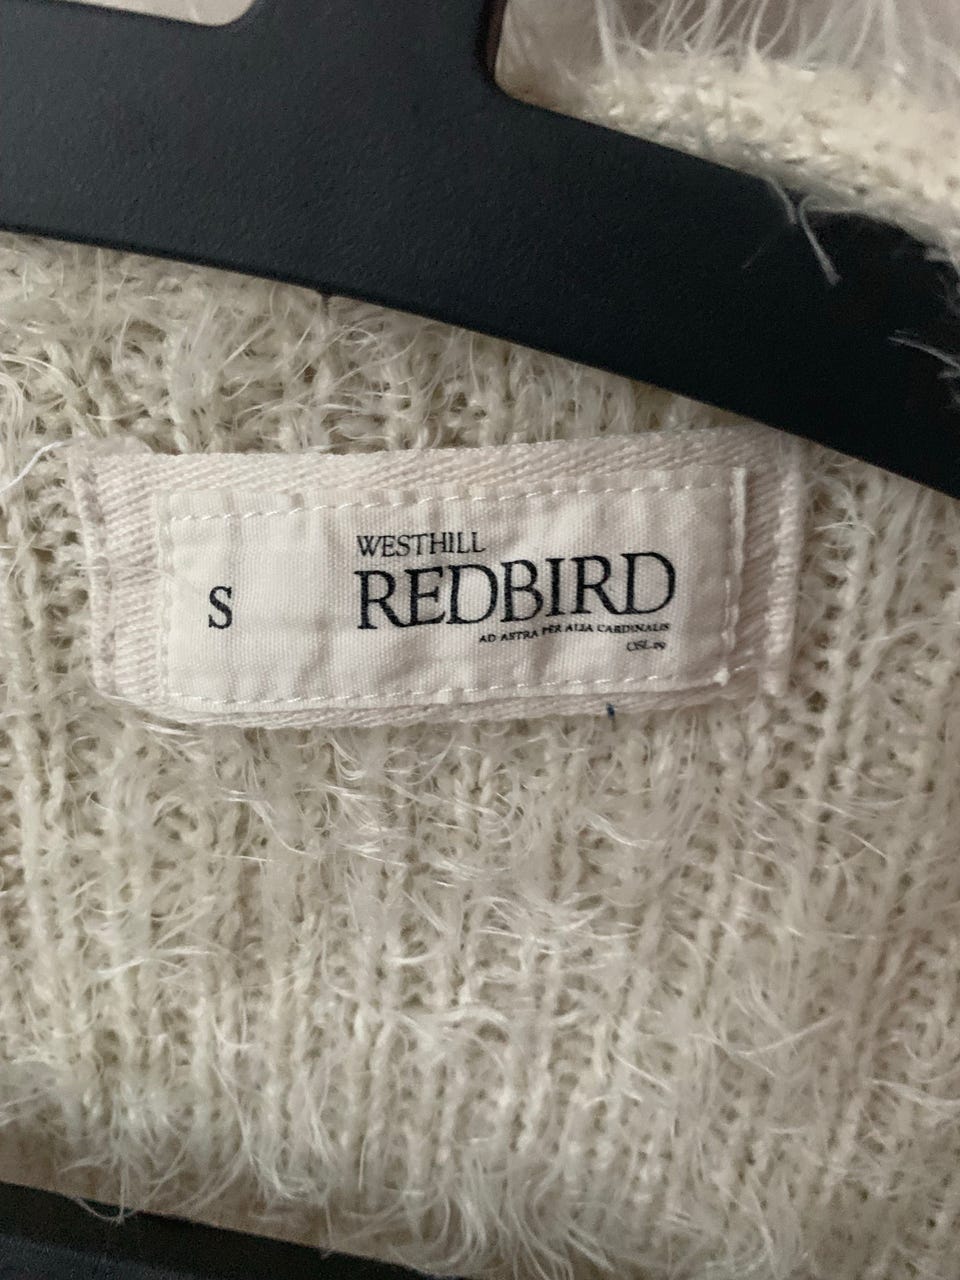 S
WESTHILL
REDBIRD
AD ASTRA PER ALIA CARDINALIS